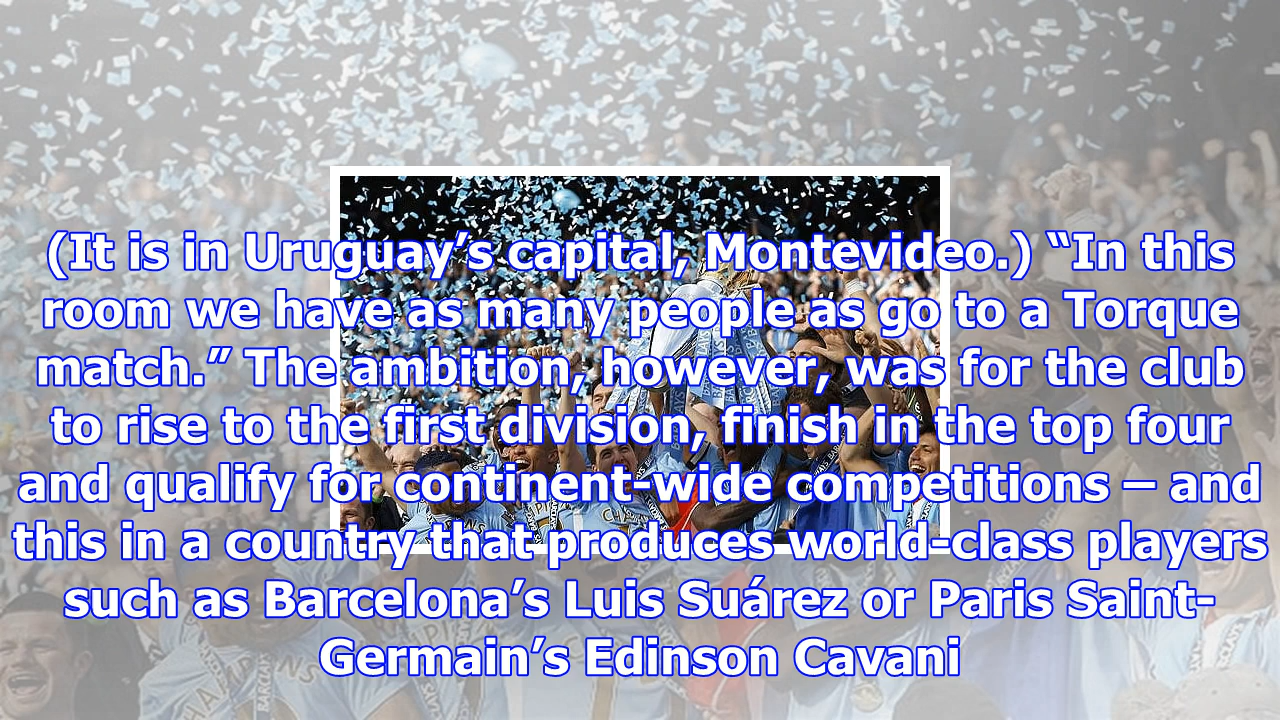 (It is in Uruguay’s capital, Montevideo.) “In this
room we have as many people as go to a Torque
match.” The ambition, however, was for the club
to rise to the first division, finish in the top four
and qualify for continent-wide competitions – and
this in a country that produces world-class players
such as Barcelona’s Luis Suárez or Paris Saint-
Germain’s Edinson Cavani